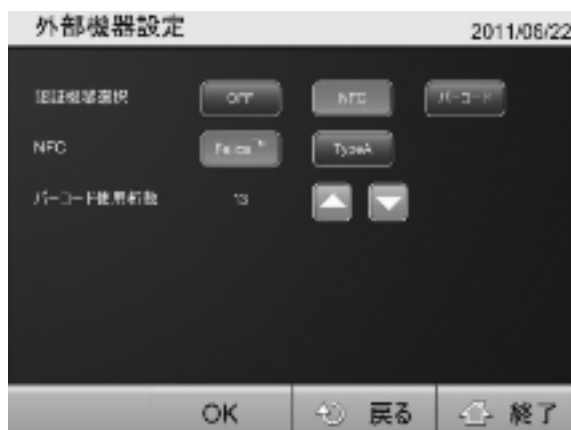 外部機器設定 2011/06/22
認証機器選択 OFF NFC バーコード
NFC Felica TypeA
バーコード使用桁数 13
OK 戻る 終了